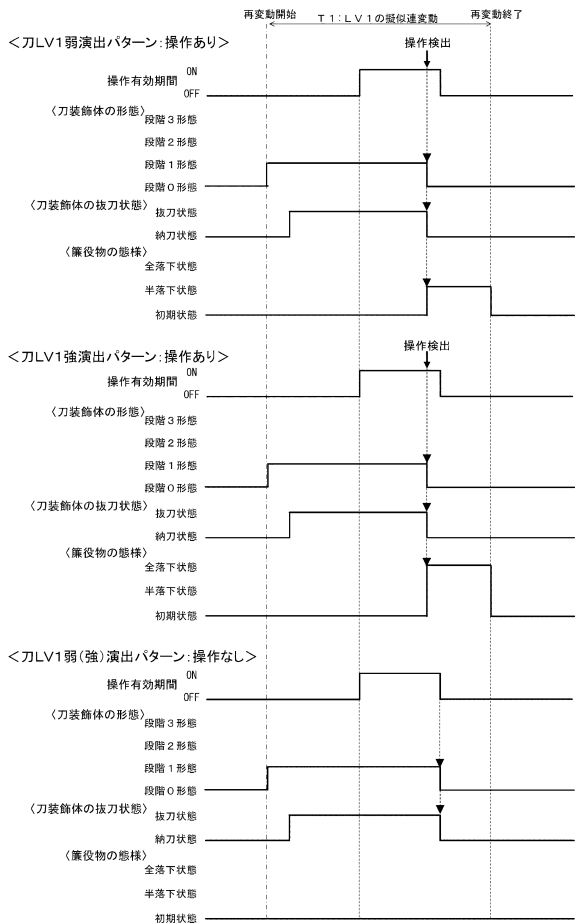 再変動開始
T1:LV1の擬似連変動
再変動終了
＜刀LV1弱演出パターン:操作あり＞
操作検出
操作有効期間
ON
OFF
〈刀装飾体の形態〉
段階3形態
段階2形態
段階1形態
段階0形態
〈刀装飾体の抜刀状態〉
抜刀状態
納刀状態
〈簾役物の態様〉
全落下状態
半落下状態
初期状態
＜刀LV1強演出パターン:操作あり＞
操作検出
操作有効期間
ON
OFF
〈刀装飾体の形態〉
段階3形態
段階2形態
段階1形態
段階0形態
〈刀装飾体の抜刀状態〉
抜刀状態
納刀状態
〈簾役物の態様〉
全落下状態
半落下状態
初期状態
＜刀LV1弱(強)演出パターン:操作なし＞
操作有効期間
ON
OFF
〈刀装飾体の形態〉
段階3形態
段階2形態
段階1形態
段階0形態
〈刀装飾体の抜刀状態〉
抜刀状態
納刀状態
〈簾役物の態様〉
全落下状態
半落下状態
初期状態